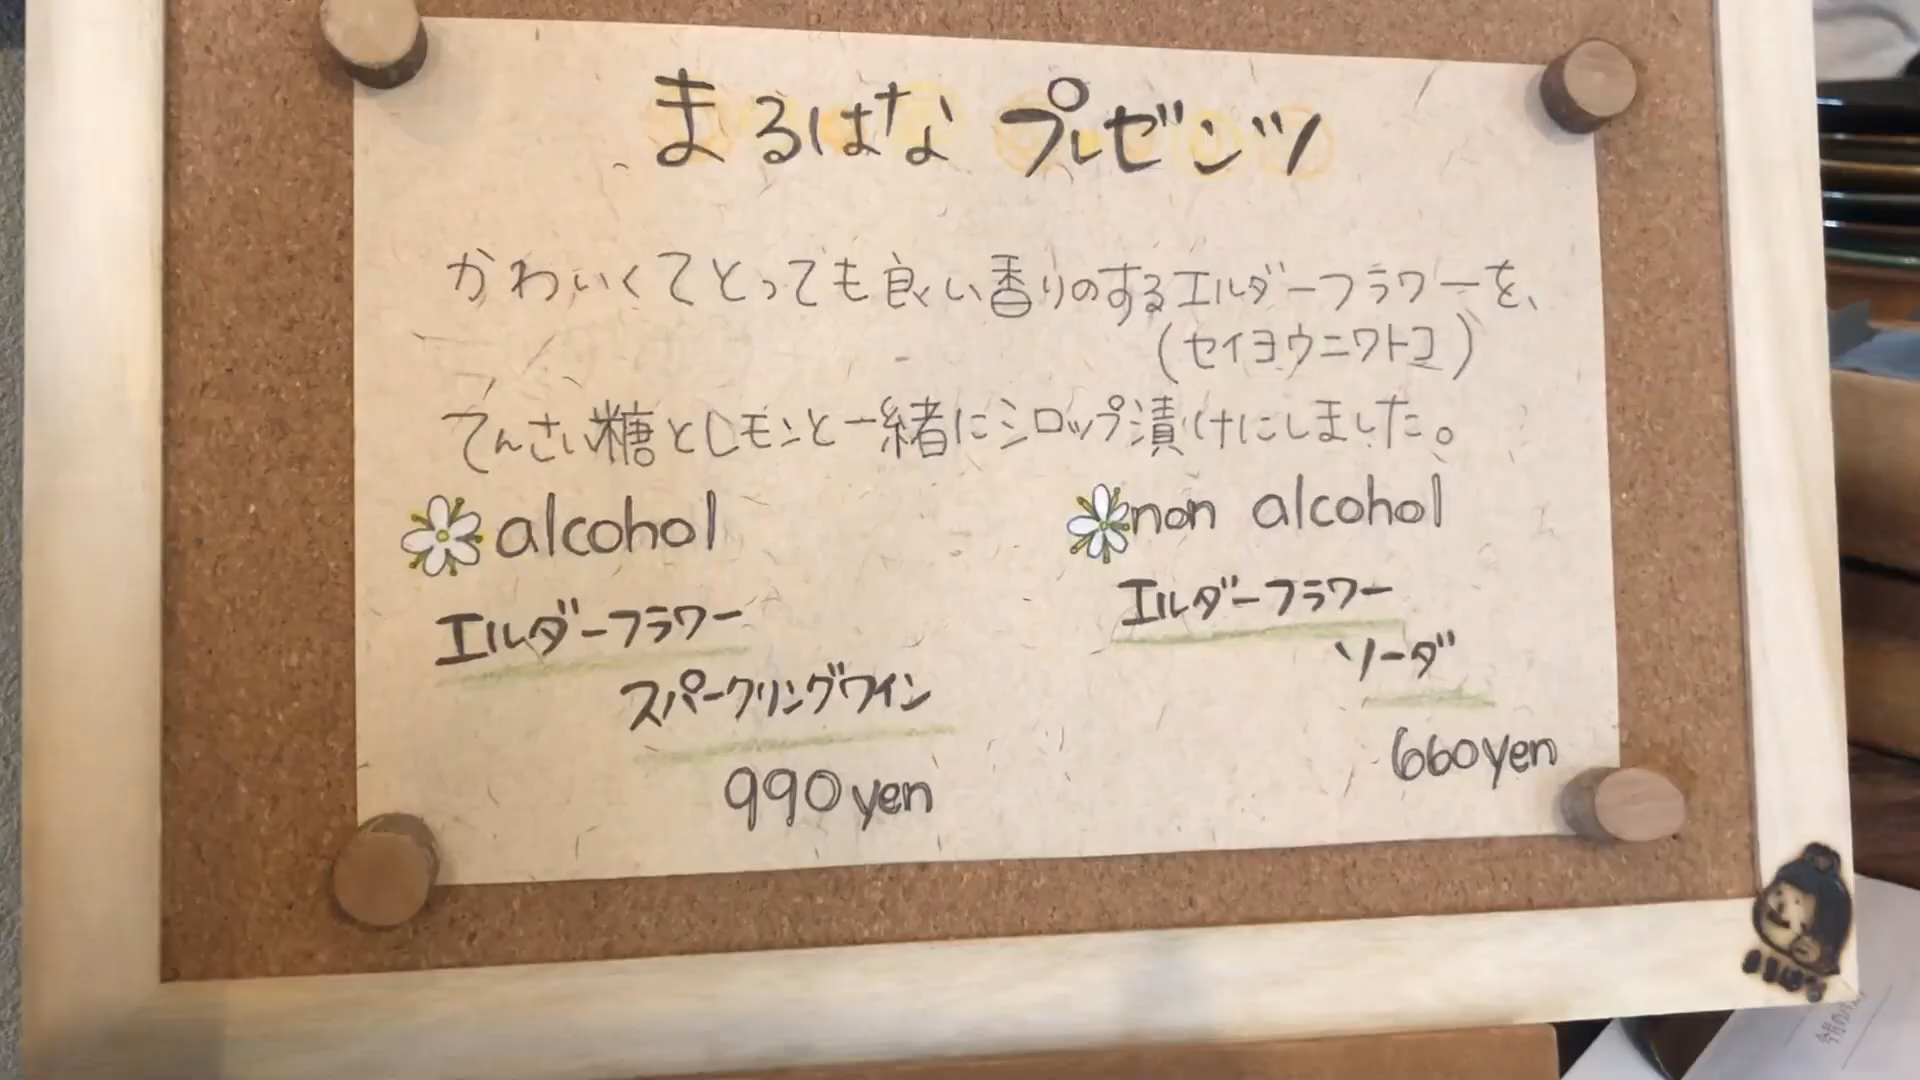 まるはな プレゼンツ
かわいくてとっても良い香りのするエルダーフラワーを、
(セイヨウニワトコ)
てんさい糖とレモンと一緒にシロップ漬けにしました。
alcohol
エルダーフラワー
スパークリングワイン
990yen
non alcohol
エルダーフラワー
ソーダ
660yen
まるはな